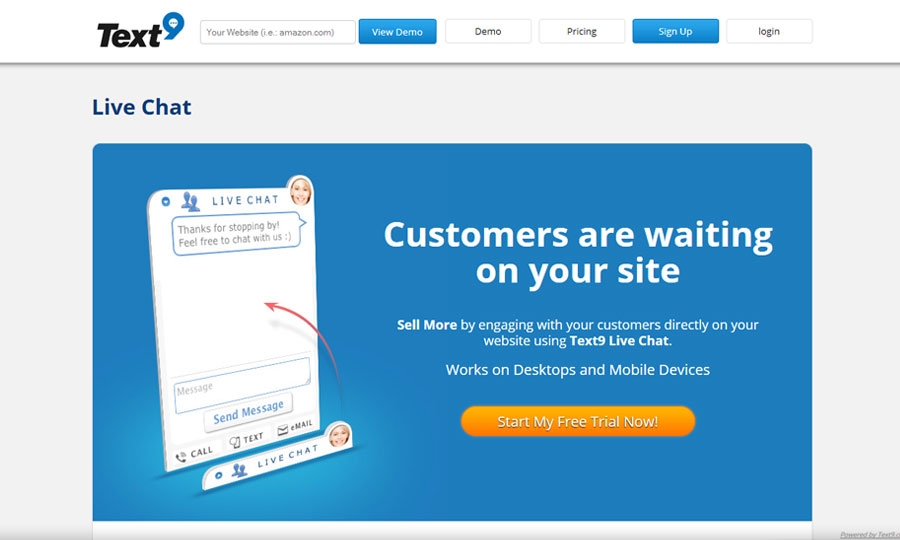 Text9
Your Website (i.e.: amazon.com)
View Demo
Demo
Pricing
Sign Up
login
Live Chat
LIVE CHAT
Thanks for stopping by!
Feel free to chat with us :)
Message
Send Message
CALL
TEXT
eMAIL
LIVE CHAT
Customers are waiting
on your site
Sell More by engaging with your customers directly on your
website using Text9 Live Chat.
Works on Desktops and Mobile Devices
Start My Free Trial Now!
Powered by Text9.c